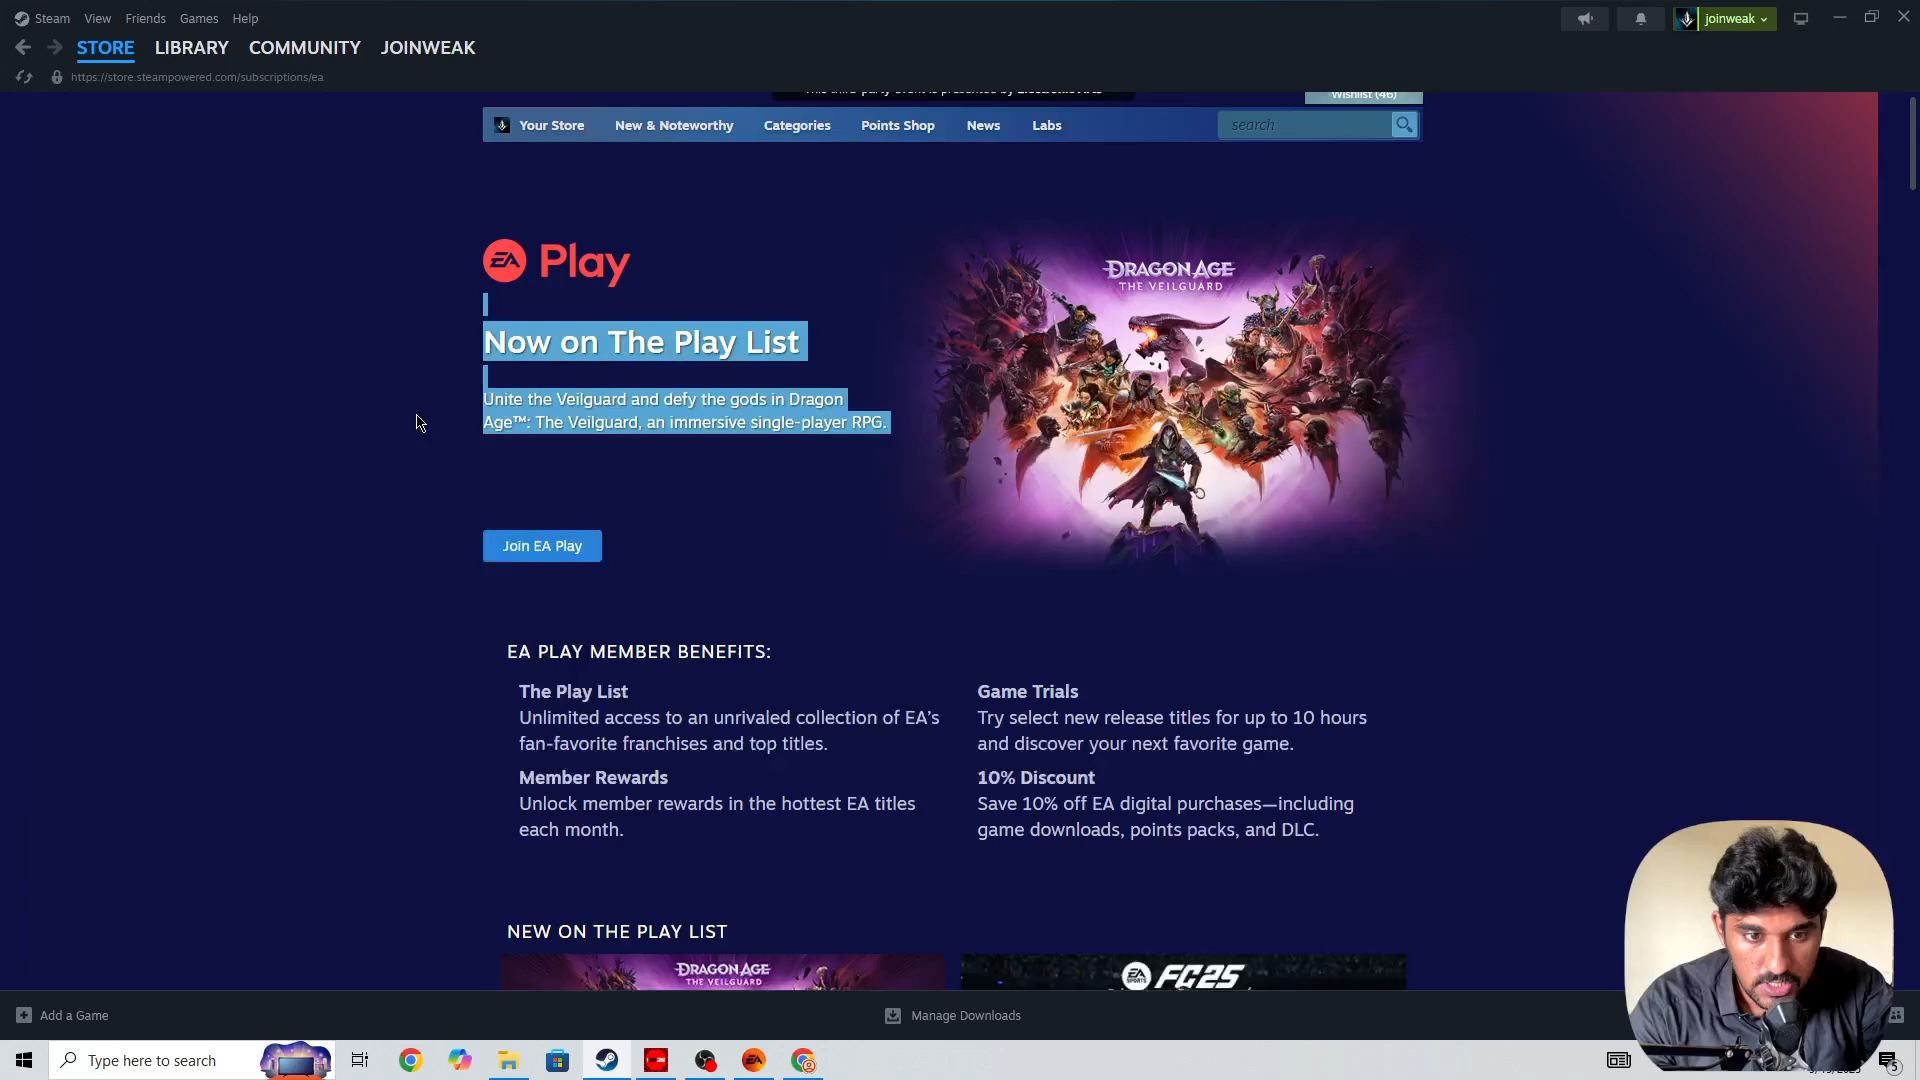 Steam View Friends Games Help
joinweak
STORE LIBRARY COMMUNITY JOINWEAK
https://store.steampowered.com/subscriptions/ea
Wishlist (46)
Your Store New & Noteworthy Categories Points Shop News Labs
search
EA Play
Now on The Play List
Unite the Veilguard and defy the gods in Dragon
Age™: The Veilguard, an immersive single-player RPG.
Join EA Play
DRAGON AGE
THE VEILGUARD
EA PLAY MEMBER BENEFITS:
The Play List
Unlimited access to an unrivaled collection of EA's
fan-favorite franchises and top titles.
Game Trials
Try select new release titles for up to 10 hours
and discover your next favorite game.
Member Rewards
Unlock member rewards in the hottest EA titles
each month.
10% Discount
Save 10% off EA digital purchases—including
game downloads, points packs, and DLC.
NEW ON THE PLAY LIST
DRAGON AGE
THE VEILGUARD
EA SPORTS FC25
Add a Game
Manage Downloads
Type here to search
EA
5